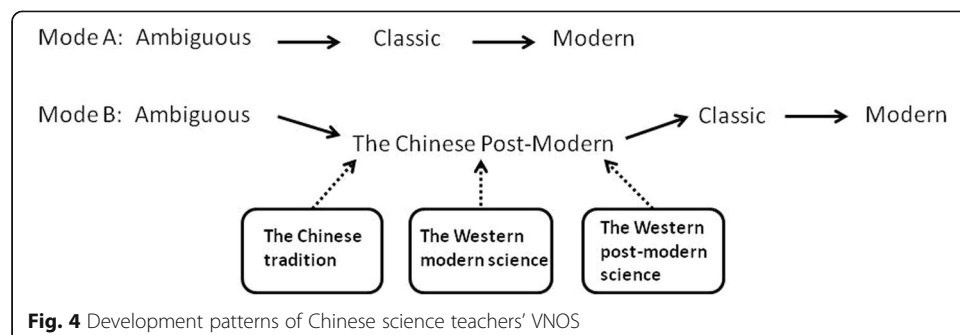 Mode A: Ambiguous Classic Modern
Mode B: Ambiguous Classic Modern
The Chinese Post-Modern
The Chinese
tradition
The Western
modern science
The Western
post-modern
science
Fig. 4 Development patterns of Chinese science teachers’ VNOS